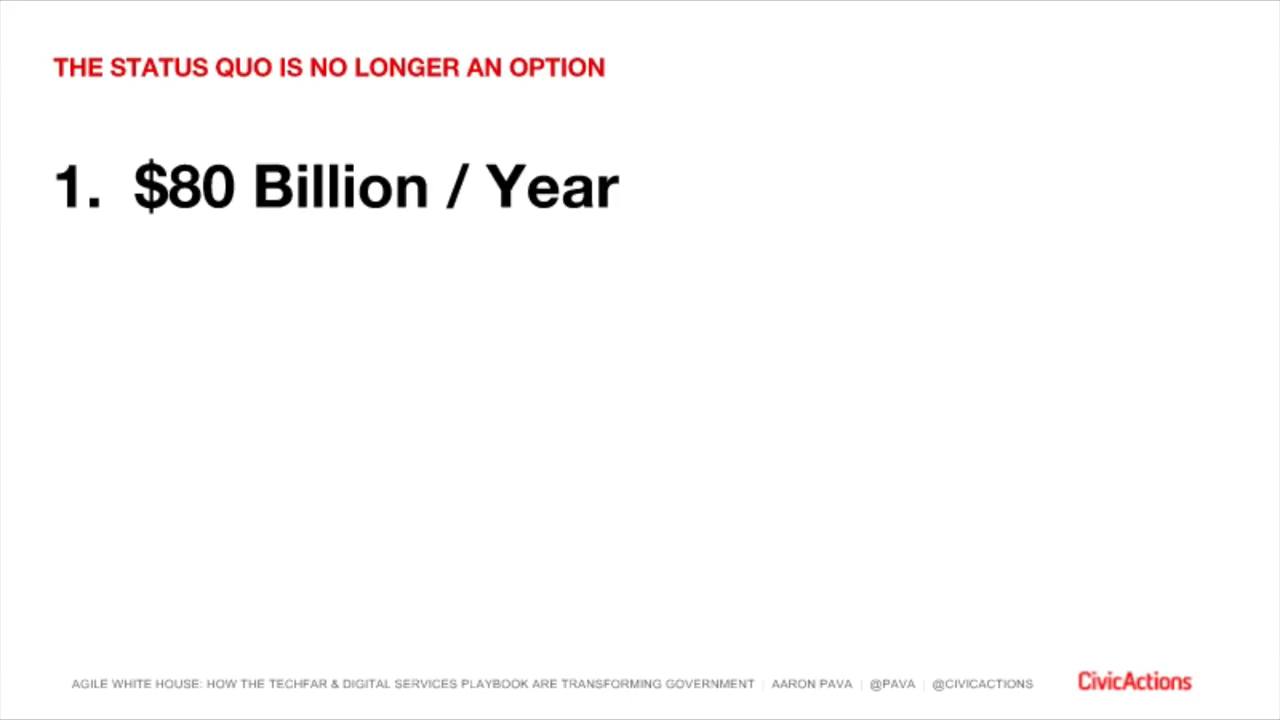 THE STATUS QUO IS NO LONGER AN OPTION
1. $80 Billion / Year
AGILE WHITE HOUSE: HOW THE TECHFAR & DIGITAL SERVICES PLAYBOOK ARE TRANSFORMING GOVERNMENT | AARON PAVA | @PAVA | @CIVICACTIONS
CivicActions